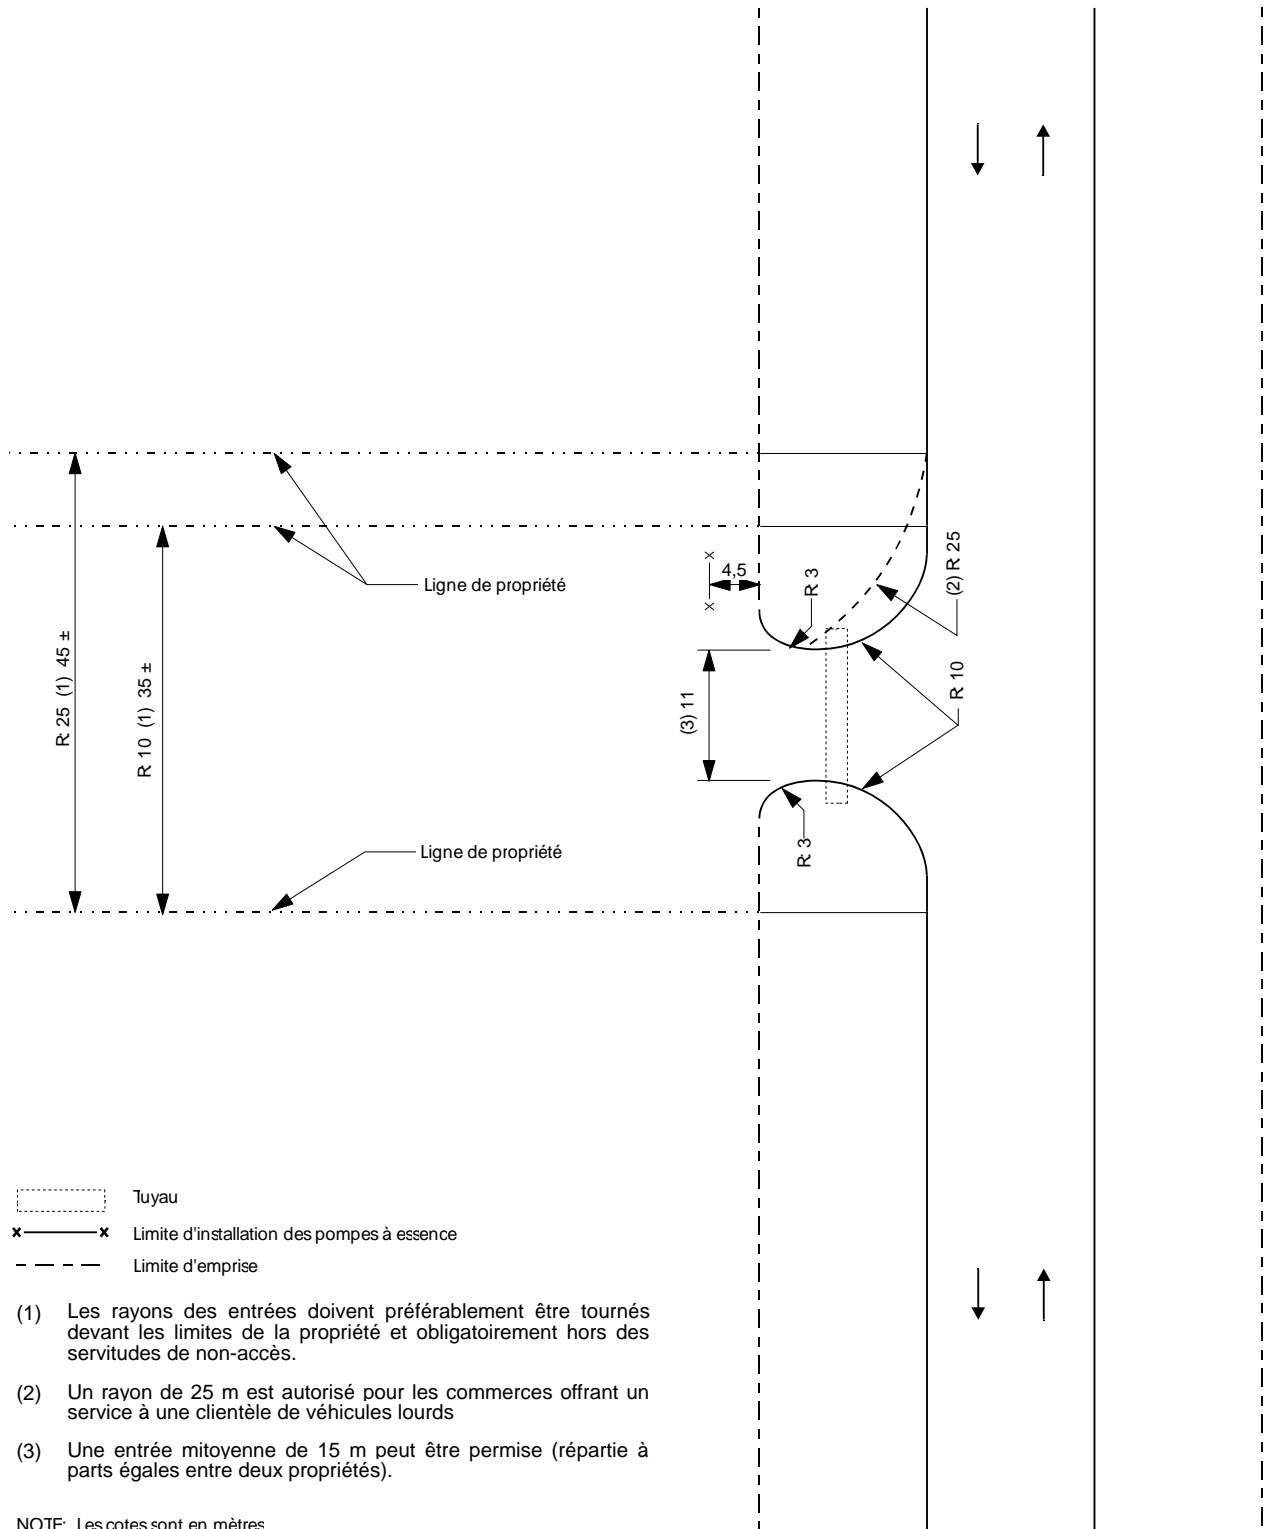 (2) R: 25
4,5
R: 3
Ligne de propriété
R: 25 (1) 45 ±
R: 10 (1) 35 ±
(3) 11
R: 10
R: 3
Ligne de propriété
Tuyau
x x Limite d'installation des pompes à essence
Limite d'emprise
(1) Les rayons des entrées doivent préférablement être tournés
devant les limites de la propriété et obligatoirement hors des
servitudes de non-accès.
(2) Un rayon de 25 m est autorisé pour les commerces offrant un
service à une clientèle de véhicules lourds
(3) Une entrée mitoyenne de 15 m peut être permise (répartie à
parts égales entre deux propriétés).
NOTE: Les cotes sont en mètres